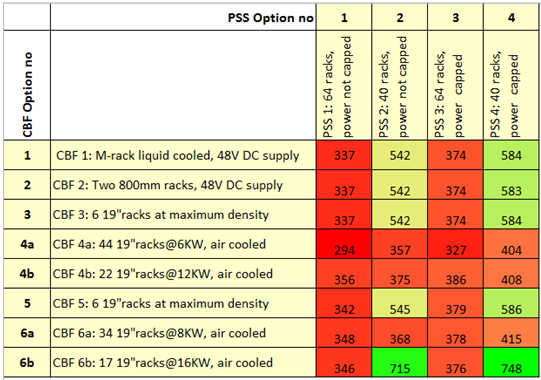 PSS Option no 1 2 3 4
CBF Option no
PSS 1: 64 racks,
power not capped
PSS 2: 40 racks,
power not capped
PSS 3: 64 racks,
power  capped
PSS 4: 40 racks,
power  capped
1 CBF 1: M-rack liquid cooled, 48V DC supply 337 542 374 584
2 CBF 2: Two 800mm racks, 48V DC supply 337 542 374 583
3 CBF 3: 6 19"racks at maximum density 337 542 374 584
4a CBF 4a: 44 19"racks@6KW, air cooled 294 357 327 404
4b CBF 4b: 22 19"racks@12KW, air cooled 356 375 386 408
5 CBF 5: 6 19"racks at maximum density 342 545 379 586
6a CBF 6a: 34 19"racks@8KW, air cooled 348 368 378 415
6b CBF 6b: 17 19"racks@16KW, air cooled 346 715 376 748